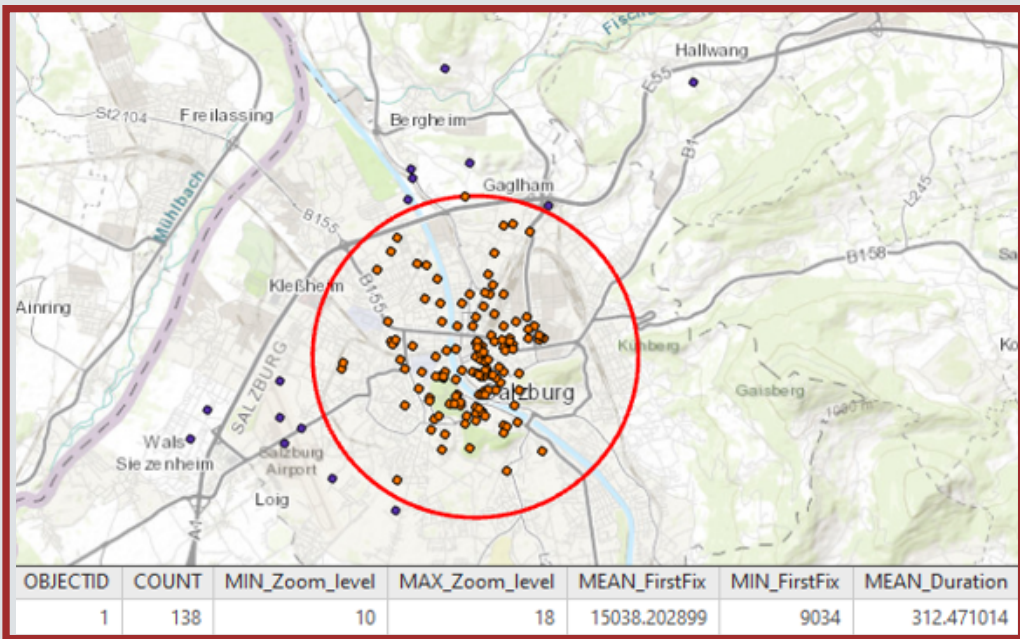 Fische
Hallwang
E55
St2104
Freilassing
Bergheim
B1
Mühlbach
Gaglham
L245
B155
B158
Sa
Kleßheim
B155
Ainring
Kühberg
Ko
SALZBURG
Salzburg
Gaisberg
1000 m
Wals
Siezenheim
Salzburg
Airport
Loig
A1
L
OBJECTID COUNT MIN_Zoom_level MAX_Zoom_level MEAN_FirstFix MIN_FirstFix MEAN_Duration
1 138 10 18 15038.202899 9034 312.471014